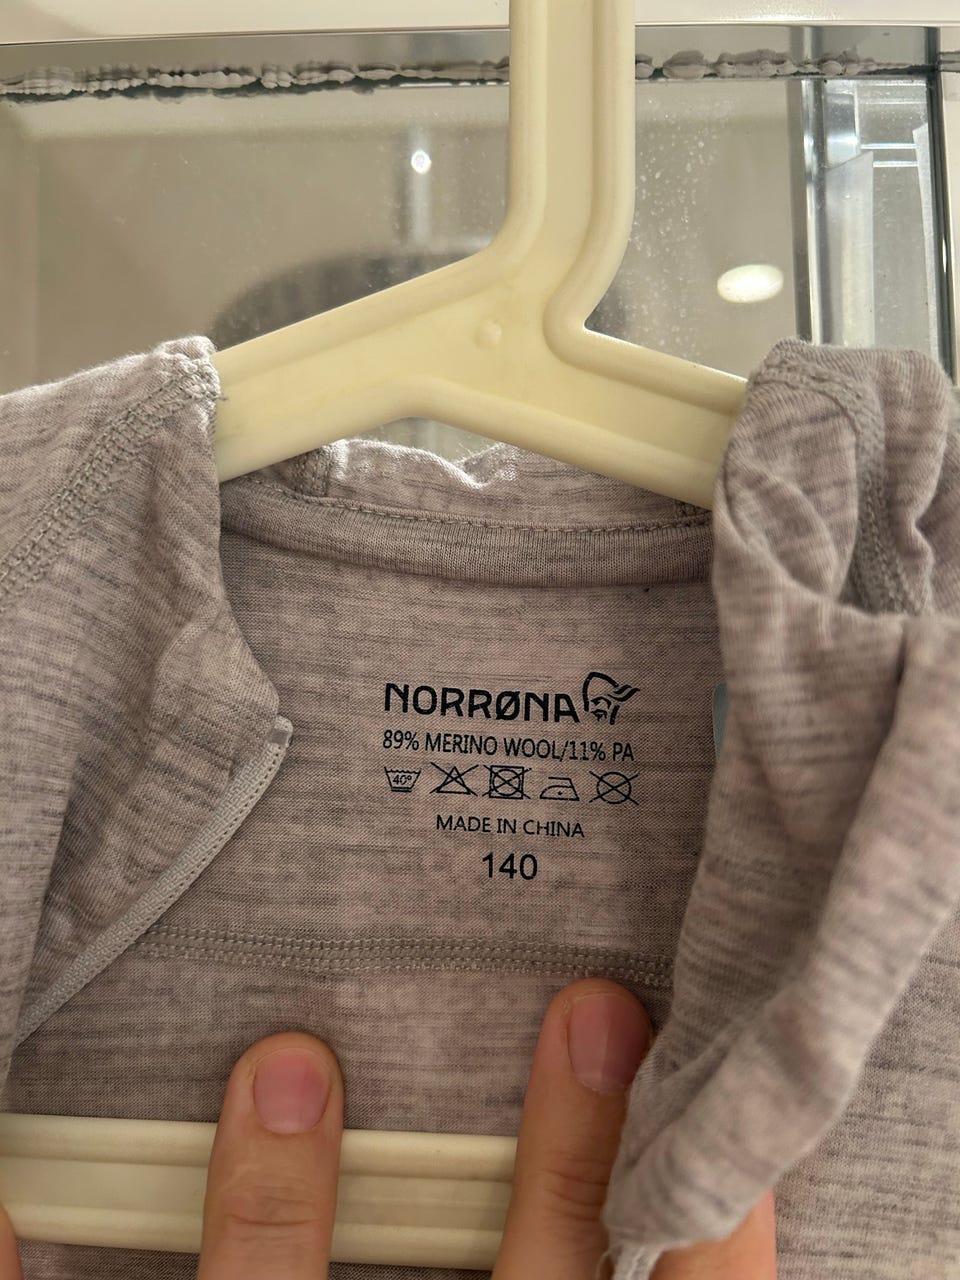 NORRØNA
89% MERINO WOOL/11% PA
40°
MADE IN CHINA
140